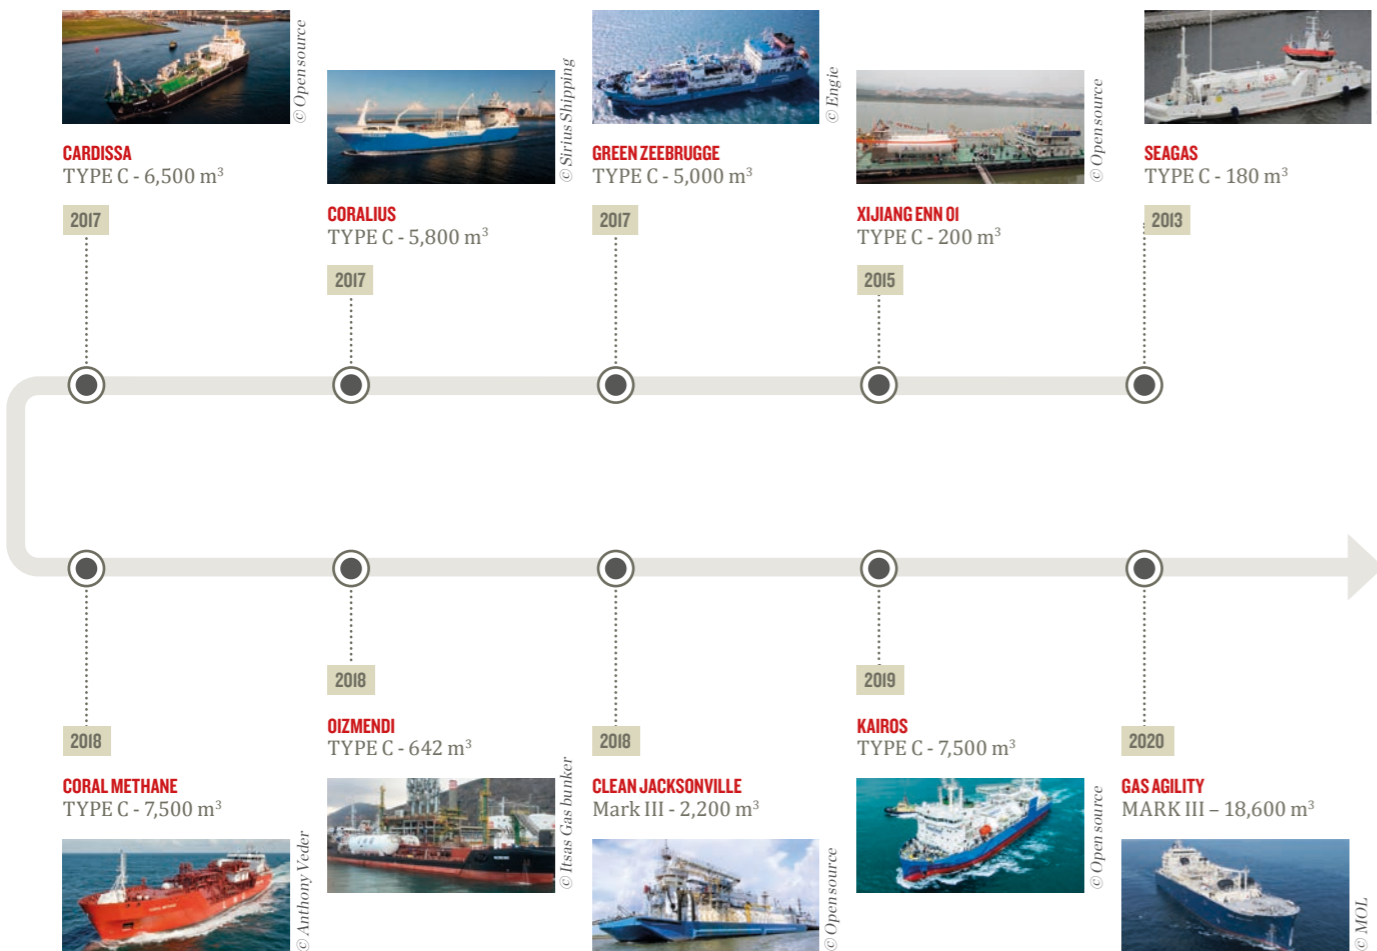 © Open source
CARDISSA
TYPE C - 6,500 m³
2017
© Sirius Shipping
CORALIUS
TYPE C - 5,800 m³
2017
© Engie
GREEN ZEEBRUGGE
TYPE C - 5,000 m³
2017
© Open source
XIJIANG ENN 01
TYPE C - 200 m³
2015
SEAGAS
TYPE C - 180 m³
2013
2018
CORAL METHANE
TYPE C - 7,500 m³
© Anthony Veder
2018
OIZMENDI
TYPE C - 642 m³
© Itsas Gas bunker
2018
CLEAN JACKSONVILLE
Mark III - 2,200 m³
© Open source
2019
KAIROS
TYPE C - 7,500 m³
© Open source
2020
GAS AGILITY
MARK III – 18,600 m³
© MOL